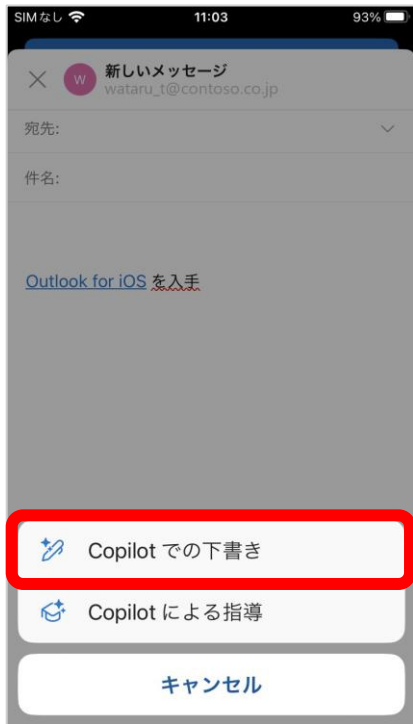 SIMなし 11:03 93%
W 新しいメッセージ
wataru_t@contoso.co.jp
宛先:
件名:
Outlook for iOS を入手
Copilot での下書き
Copilot による指導
キャンセル